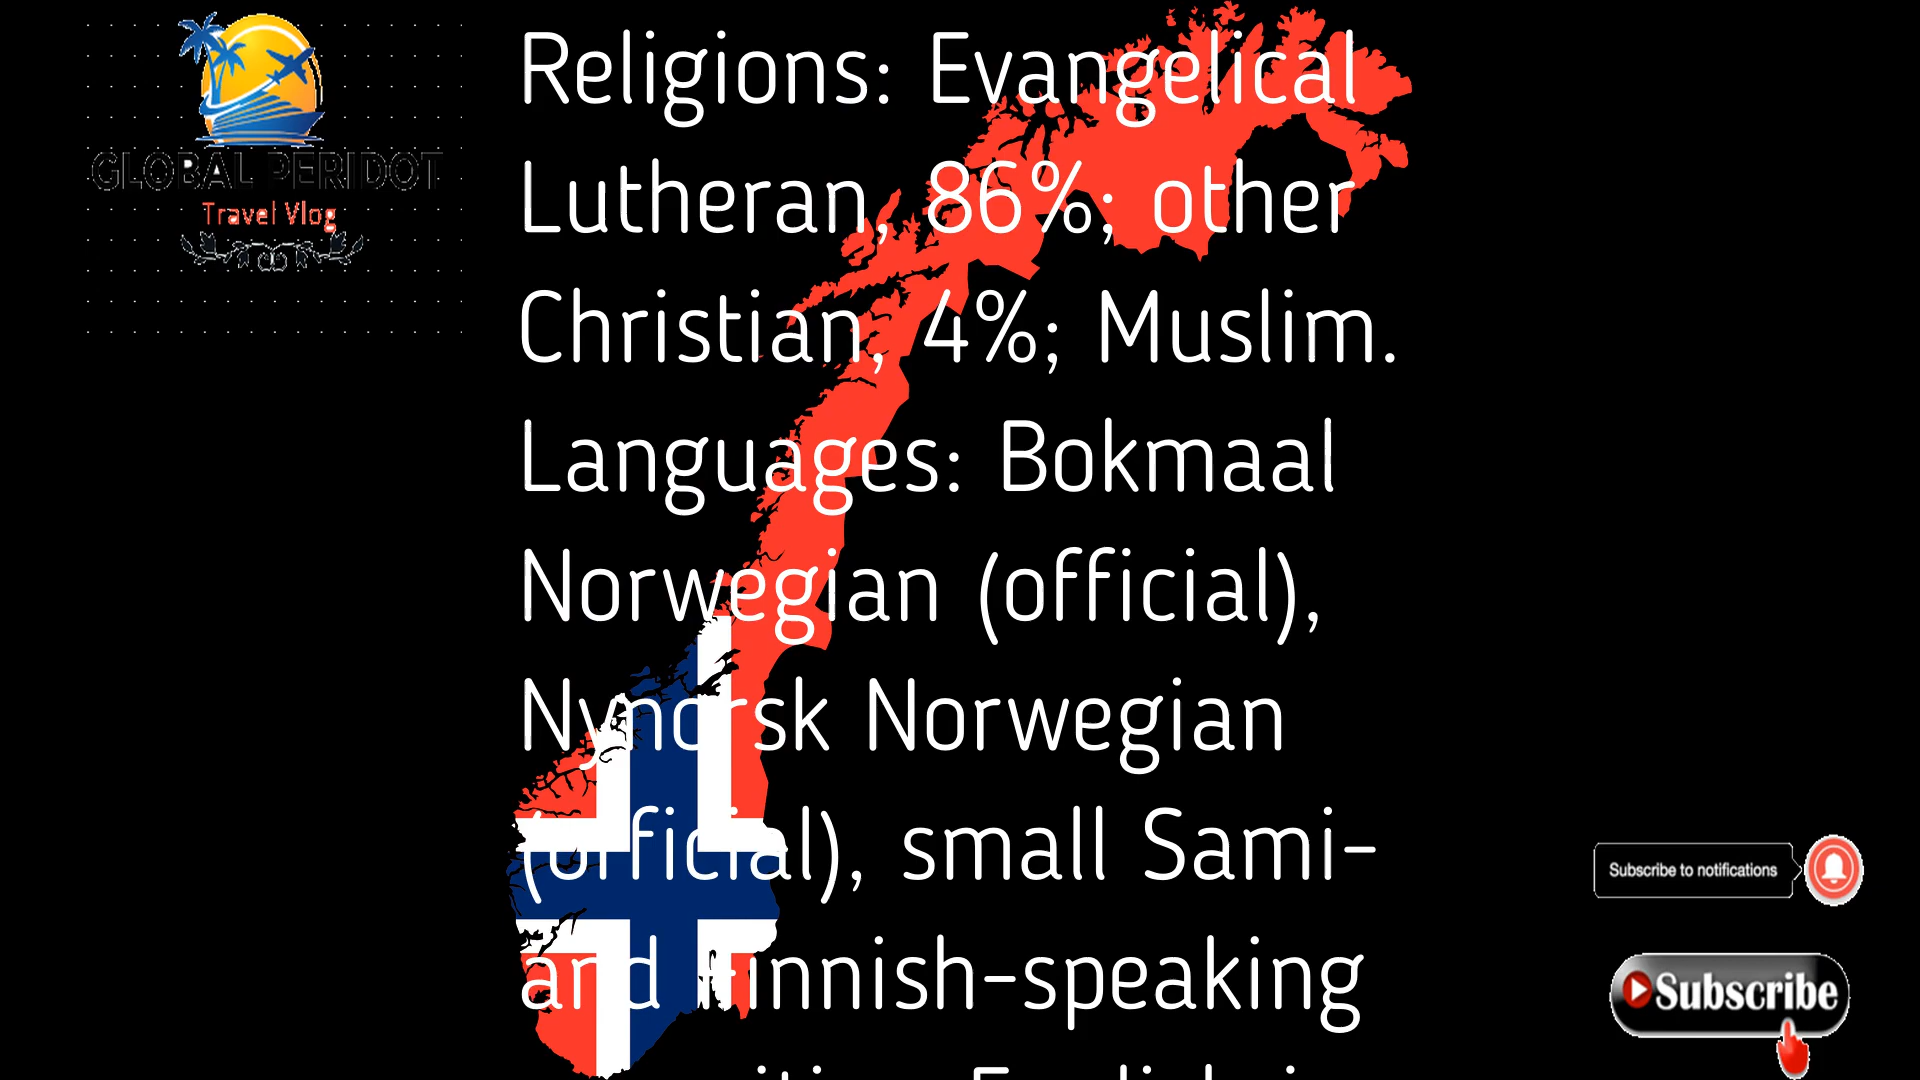 GLOBAL PERIDOT
Travel Vlog
Religions: Evangelical
Lutheran, 86%; other
Christian, 4%; Muslim.
Languages: Bokmaal
Norwegian (official),
Nynorsk Norwegian
(official), small Sami-
and Finnish-speaking
English
Subscribe to notifications
Subscribe